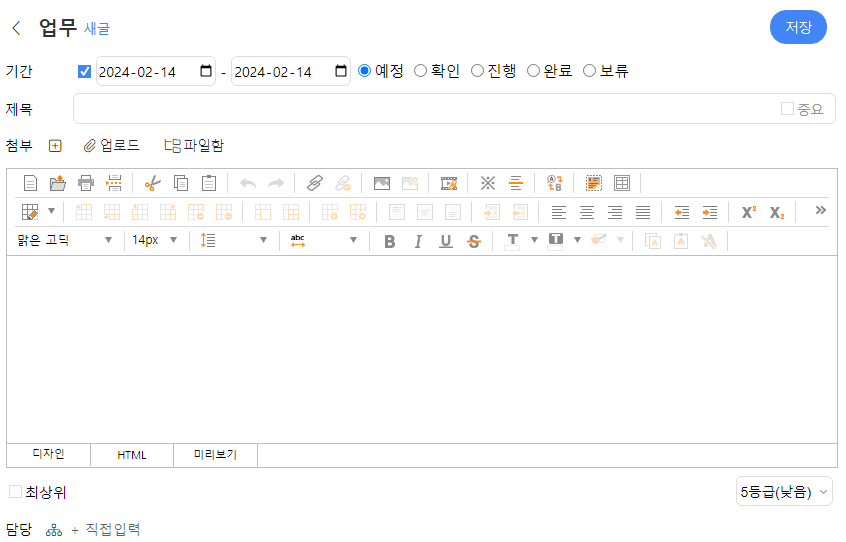 업무 새글 저장
기간 2024-02-14 - 2024-02-14 예정 확인 진행 완료 보류
제목 중요
첨부 업로드 파일함
맑은 고딕 14px abc B I U S T T X² X₂
디자인 HTML 미리보기
최상위 5등급(낮음)
담당 + 직접입력